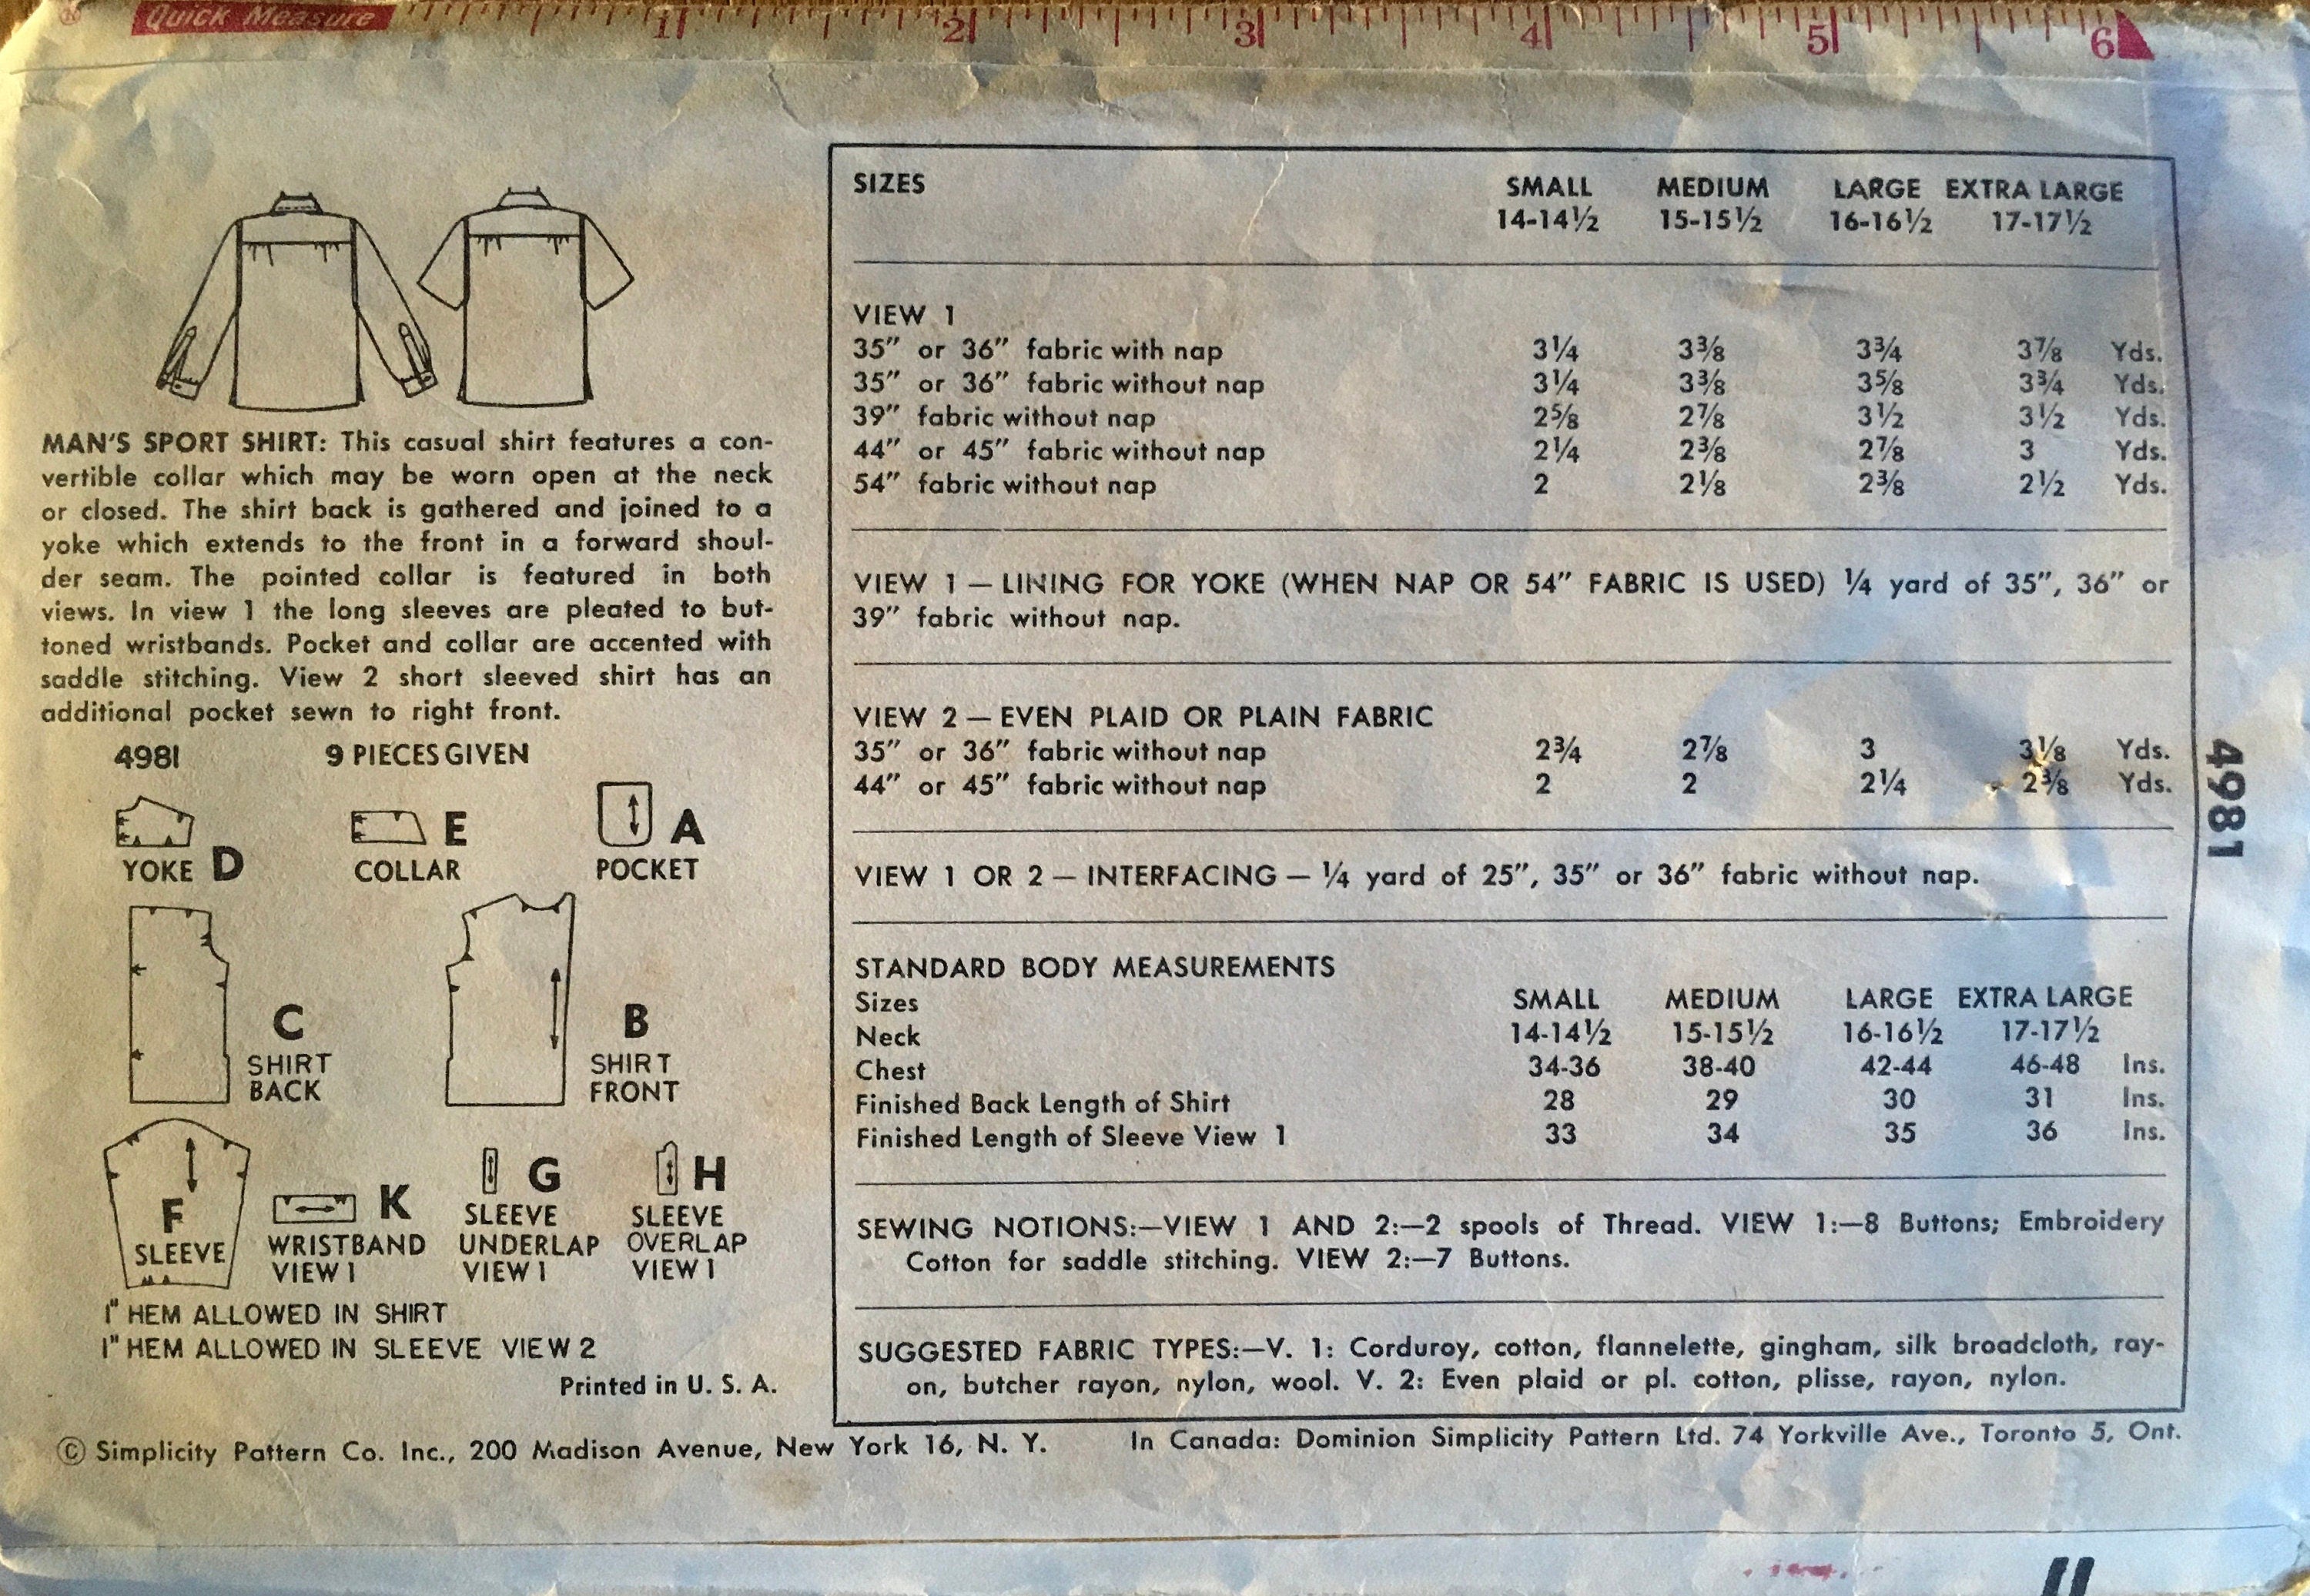 Quick Measure 1 2 3 4 5 6
MAN'S SPORT SHIRT: This casual shirt features a con-
vertible collar which may be worn open at the neck
or closed. The shirt back is gathered and joined to a
yoke which extends to the front in a forward shoul-
der seam. The pointed collar is featured in both
views. In view 1 the long sleeves are pleated to but-
toned wristbands. Pocket and collar are accented with
saddle stitching. View 2 short sleeved shirt has an
additional pocket sewn to right front.
4981 9 PIECES GIVEN
YOKE D
E COLLAR
A POCKET
C
SHIRT
BACK
B
SHIRT
FRONT
F
SLEEVE
K
WRISTBAND
VIEW 1
G
SLEEVE
UNDERLAP
VIEW 1
H
SLEEVE
OVERLAP
VIEW 1
1" HEM ALLOWED IN SHIRT
1" HEM ALLOWED IN SLEEVE VIEW 2
Printed in U. S. A.
SIZES SMALL MEDIUM LARGE EXTRA LARGE
14-14½ 15-15½ 16-16½ 17-17½
VIEW 1
35" or 36" fabric with nap 3¼ 3⅜ 3¾ 3⅞ Yds.
35" or 36" fabric without nap 3¼ 3⅜ 3⅝ 3¾ Yds.
39" fabric without nap 2⅝ 2⅞ 3½ 3½ Yds.
44" or 45" fabric without nap 2¼ 2⅜ 2⅞ 3 Yds.
54" fabric without nap 2 2⅛ 2⅜ 2½ Yds.
VIEW 1 — LINING FOR YOKE (WHEN NAP OR 54" FABRIC IS USED) ¼ yard of 35", 36" or
39" fabric without nap.
VIEW 2 — EVEN PLAID OR PLAIN FABRIC
35" or 36" fabric without nap 2¾ 2⅞ 3 3⅛ Yds.
44" or 45" fabric without nap 2 2 2¼ 2⅜ Yds.
VIEW 1 OR 2 — INTERFACING — ¼ yard of 25", 35" or 36" fabric without nap.
STANDARD BODY MEASUREMENTS
Sizes SMALL MEDIUM LARGE EXTRA LARGE
Neck 14-14½ 15-15½ 16-16½ 17-17½
Chest 34-36 38-40 42-44 46-48 Ins.
Finished Back Length of Shirt 28 29 30 31 Ins.
Finished Length of Sleeve View 1 33 34 35 36 Ins.
SEWING NOTIONS:—VIEW 1 AND 2:—2 spools of Thread. VIEW 1:—8 Buttons; Embroidery
Cotton for saddle stitching. VIEW 2:—7 Buttons.
SUGGESTED FABRIC TYPES:—V. 1: Corduroy, cotton, flannelette, gingham, silk broadcloth, ray-
on, butcher rayon, nylon, wool. V. 2: Even plaid or pl. cotton, plisse, rayon, nylon.
4981
© Simplicity Pattern Co. Inc., 200 Madison Avenue, New York 16, N. Y. In Canada: Dominion Simplicity Pattern Ltd. 74 Yorkville Ave., Toronto 5, Ont.